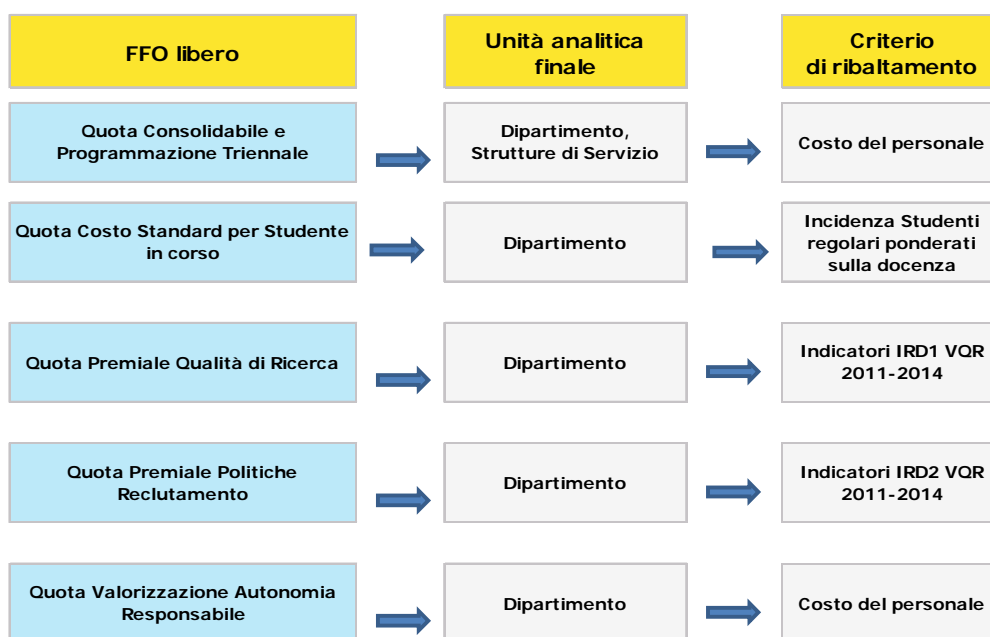 FFO libero
Unità analitica
finale
Criterio
di ribaltamento
Quota Consolidabile e
Programmazione Triennale
Dipartimento,
Strutture di Servizio
Costo del personale
Quota Costo Standard per Studente
in corso
Dipartimento
Incidenza Studenti
regolari ponderati
sulla docenza
Quota Premiale Qualità di Ricerca
Dipartimento
Indicatori IRD1 VQR
2011-2014
Quota Premiale Politiche
Reclutamento
Dipartimento
Indicatori IRD2 VQR
2011-2014
Quota Valorizzazione Autonomia
Responsabile
Dipartimento
Costo del personale